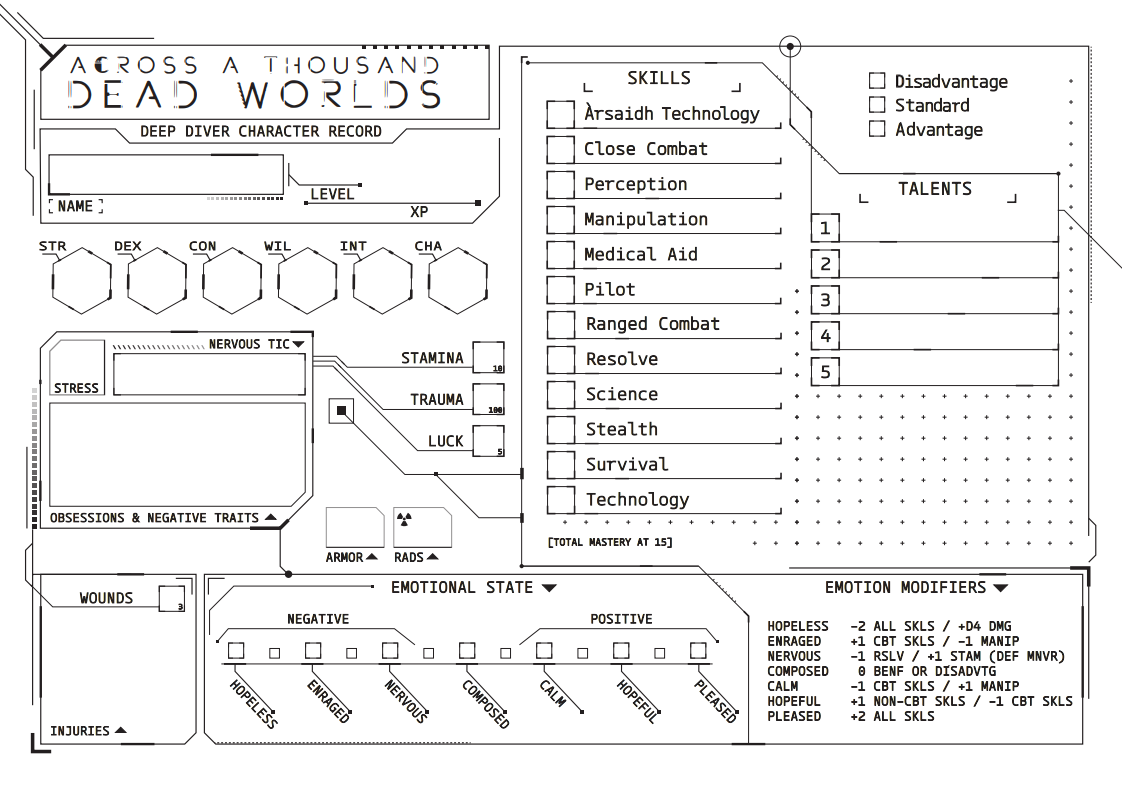 ACROSS A THOUSAND
DEAD WORLDS
DEEP DIVER CHARACTER RECORD
NAME
LEVEL
XP
STR DEX CON WIL INT CHA
STRESS
NERVOUS TIC
OBSESSIONS & NEGATIVE TRAITS
STAMINA 10
TRAUMA 100
LUCK 5
ARMOR
RADS
SKILLS
Arsaidh Technology
Close Combat
Perception
Manipulation
Medical Aid
Pilot
Ranged Combat
Resolve
Science
Stealth
Survival
Technology
[TOTAL MASTERY AT 15]
Disadvantage
Standard
Advantage
TALENTS
1
2
3
4
5
WOUNDS 3
INJURIES
EMOTIONAL STATE
NEGATIVE POSITIVE
HOPELESS ENRAGED NERVOUS COMPOSED CALM HOPEFUL PLEASED
EMOTION MODIFIERS
HOPELESS -2 ALL SKLS / +D4 DMG
ENRAGED +1 CBT SKLS / -1 MANIP
NERVOUS -1 RSLV / +1 STAM (DEF MNVR)
COMPOSED 0 BENF OR DISADVTG
CALM -1 CBT SKLS / +1 MANIP
HOPEFUL +1 NON-CBT SKLS / -1 CBT SKLS
PLEASED +2 ALL SKLS